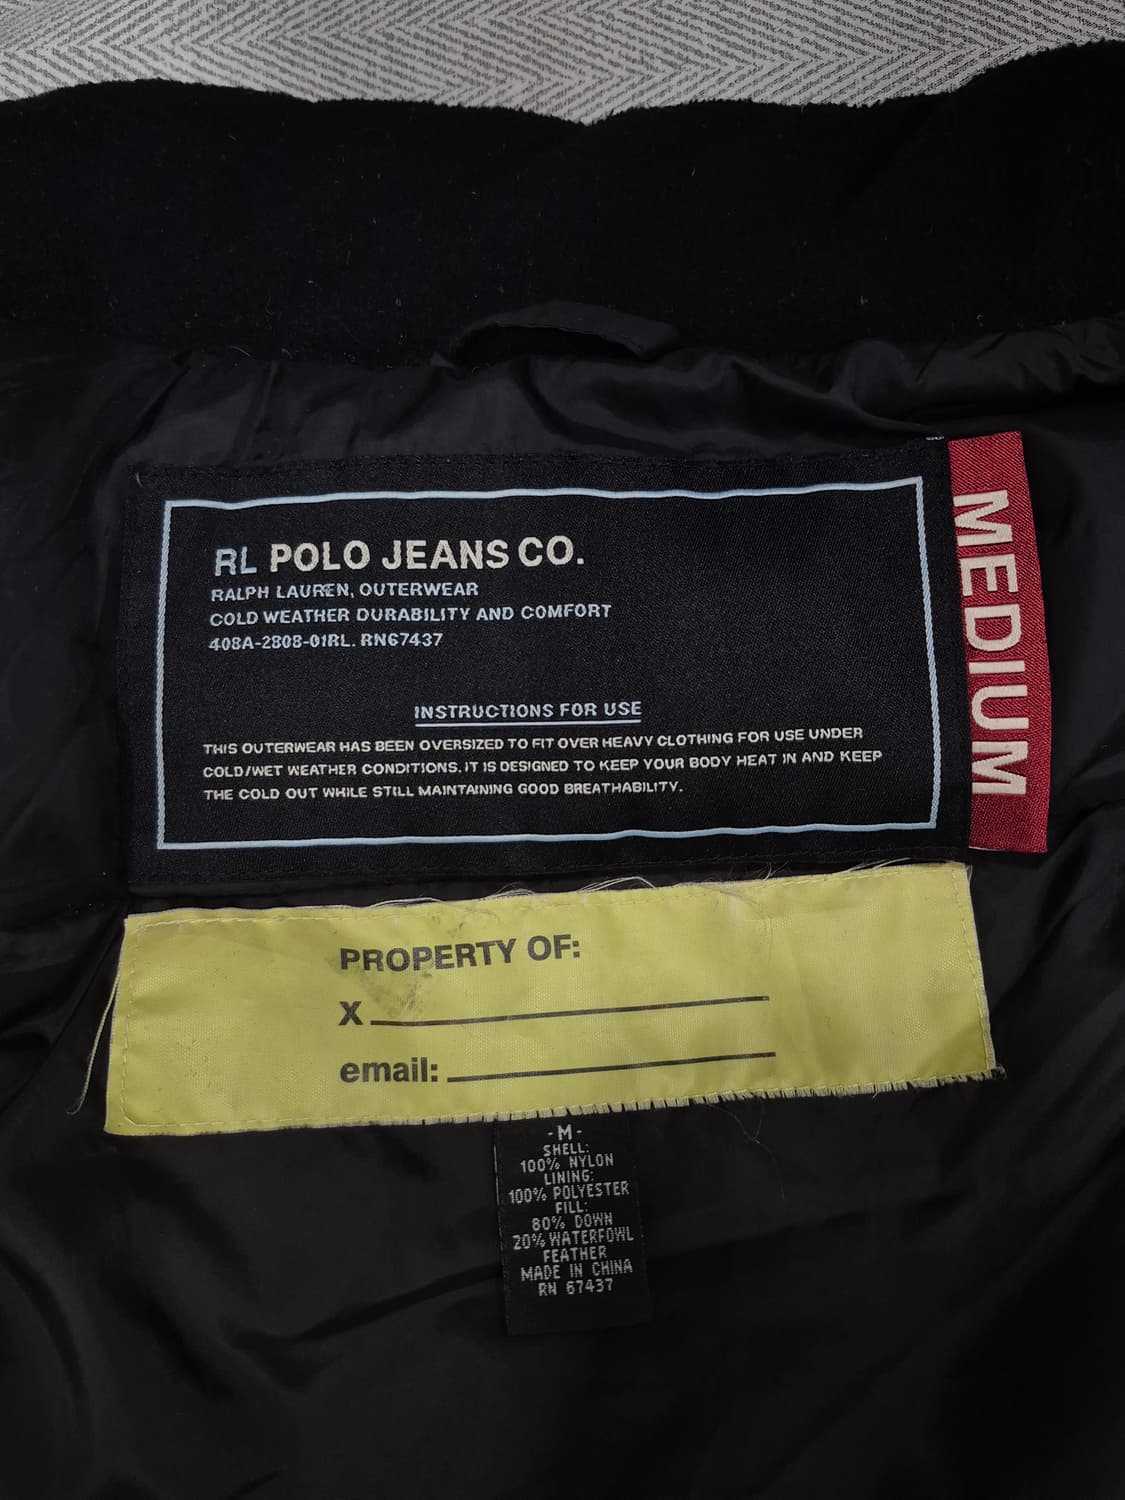 RL POLO JEANS CO.
RALPH LAUREN, OUTERWEAR
COLD WEATHER DURABILITY AND COMFORT
408A-2808-01RL. RN67437
INSTRUCTIONS FOR USE
THIS OUTERWEAR HAS BEEN OVERSIZED TO FIT OVER HEAVY CLOTHING FOR USE UNDER
COLD/WET WEATHER CONDITIONS. IT IS DESIGNED TO KEEP YOUR BODY HEAT IN AND KEEP
THE COLD OUT WHILE STILL MAINTAINING GOOD BREATHABILITY.
MEDIUM
PROPERTY OF:
X
email:
-M-
SHELL:
100% NYLON
LINING:
100% POLYESTER
FILL:
80% DOWN
20% WATERFOWL
FEATHER
MADE IN CHINA
RN 67437